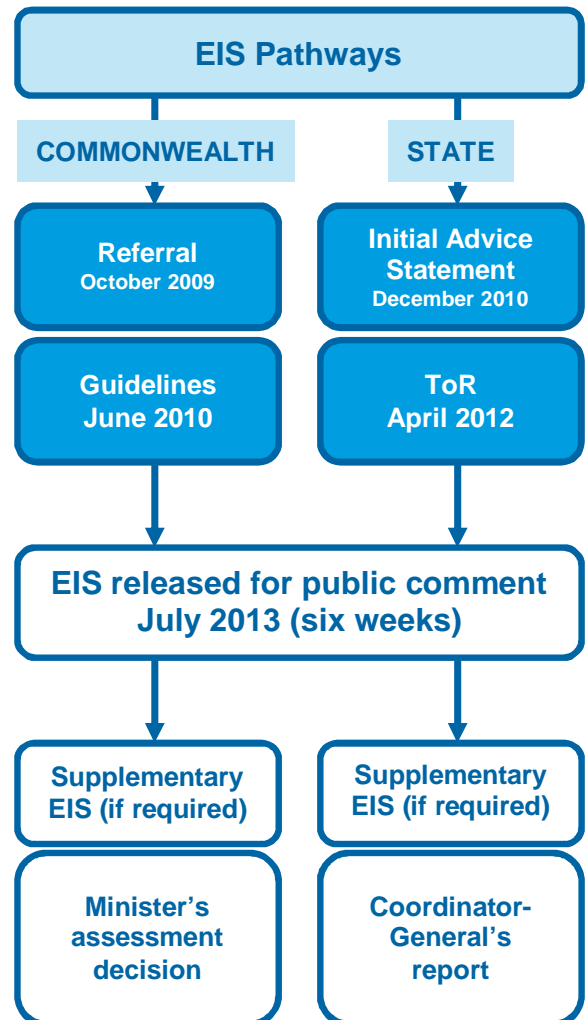 EIS Pathways
COMMONWEALTH
STATE
Referral
October 2009
Initial Advice
Statement
December 2010
Guidelines
June 2010
ToR
April 2012
EIS released for public comment
July 2013 (six weeks)
Supplementary
EIS (if required)
Supplementary
EIS (if required)
Minister's
assessment
decision
Coordinator-
General's
report